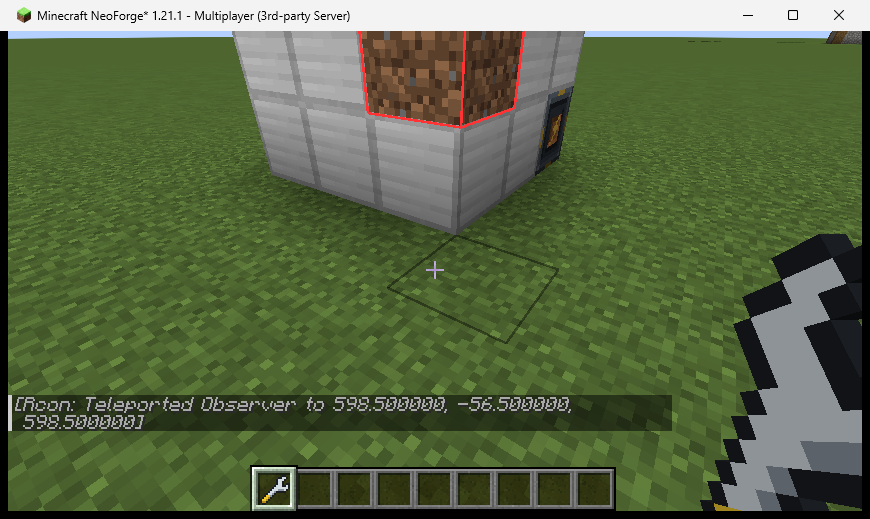 Minecraft NeoForge* 1.21.1 - Multiplayer (3rd-party Server)
[Rcon: Teleported Observer to 598.500000, -56.500000,
598.500000]